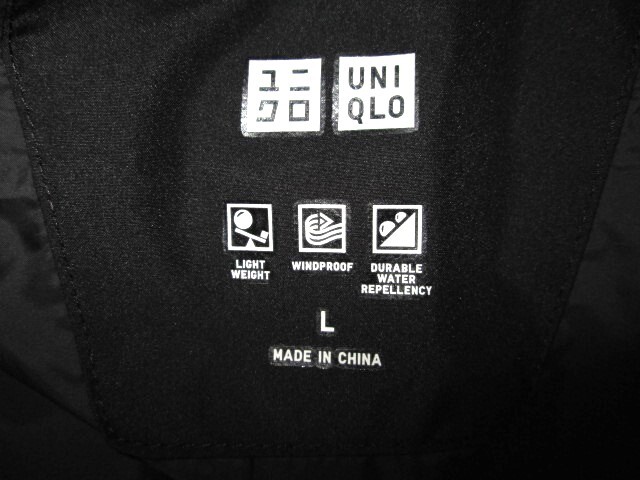 ユニ
クロ
UNI
QLO
LIGHT
WEIGHT
WINDPROOF
DURABLE
WATER
REPELLENCY
L
MADE IN CHINA